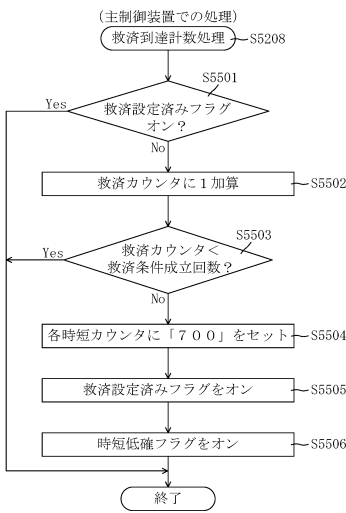 (主制御装置での処理)
救済到達計数処理
S5208
S5501
Yes
救済設定済みフラグ
オン?
No
救済カウンタに1加算
S5502
S5503
Yes
救済カウンタ<
救済条件成立回数?
No
各時短カウンタに「700」をセット
S5504
救済設定済みフラグをオン
S5505
時短低確フラグをオン
S5506
終了